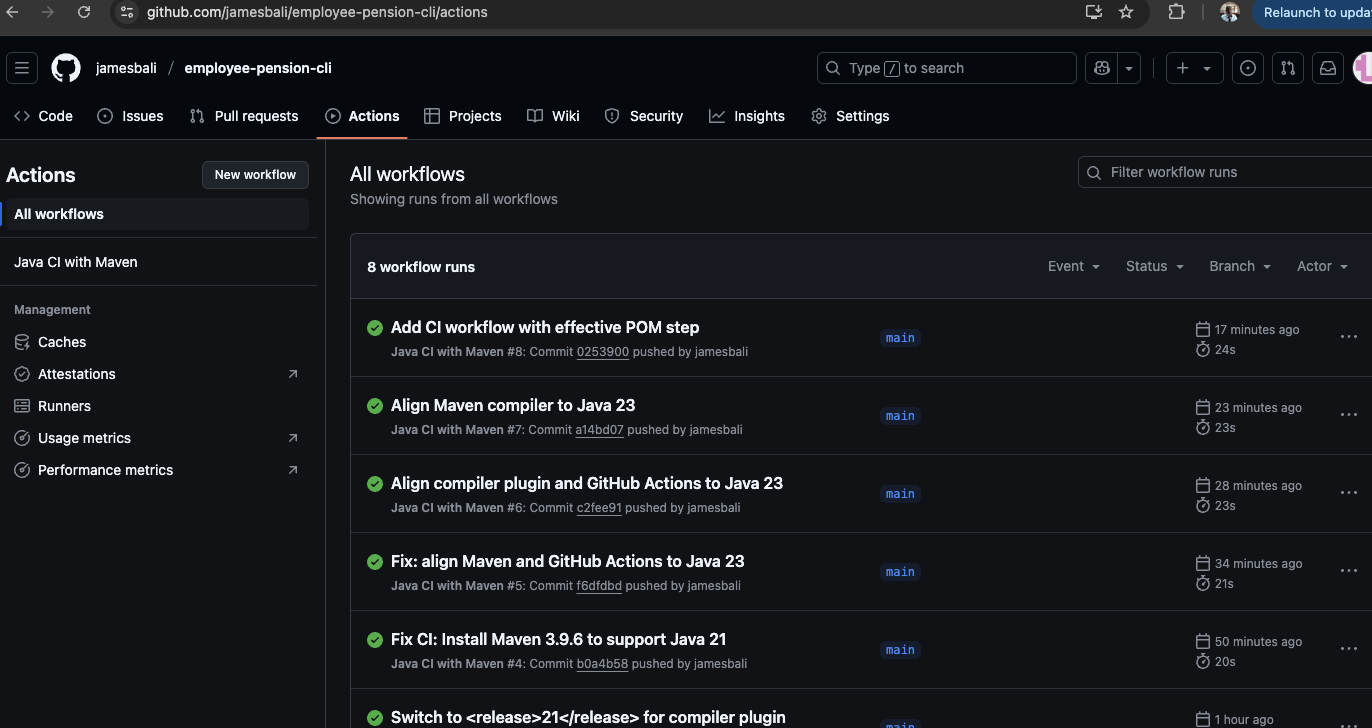 github.com/jamesbali/employee-pension-cli/actions
Relaunch to upda
jamesbali / employee-pension-cli
Type / to search
Code
Issues
Pull requests
Actions
Projects
Wiki
Security
Insights
Settings
Actions
New workflow
All workflows
Java CI with Maven
Management
Caches
Attestations
Runners
Usage metrics
Performance metrics
All workflows
Showing runs from all workflows
Filter workflow runs
8 workflow runs
Event
Status
Branch
Actor
Add CI workflow with effective POM step
Java CI with Maven #8: Commit 0253900 pushed by jamesbali
main
17 minutes ago
24s
Align Maven compiler to Java 23
Java CI with Maven #7: Commit a14bd07 pushed by jamesbali
main
23 minutes ago
23s
Align compiler plugin and GitHub Actions to Java 23
Java CI with Maven #6: Commit c2fee91 pushed by jamesbali
main
28 minutes ago
23s
Fix: align Maven and GitHub Actions to Java 23
Java CI with Maven #5: Commit f6dfdbd pushed by jamesbali
main
34 minutes ago
21s
Fix CI: Install Maven 3.9.6 to support Java 21
Java CI with Maven #4: Commit b0a4b58 pushed by jamesbali
main
50 minutes ago
20s
Switch to <release>21</release> for compiler plugin
main
1 hour ago